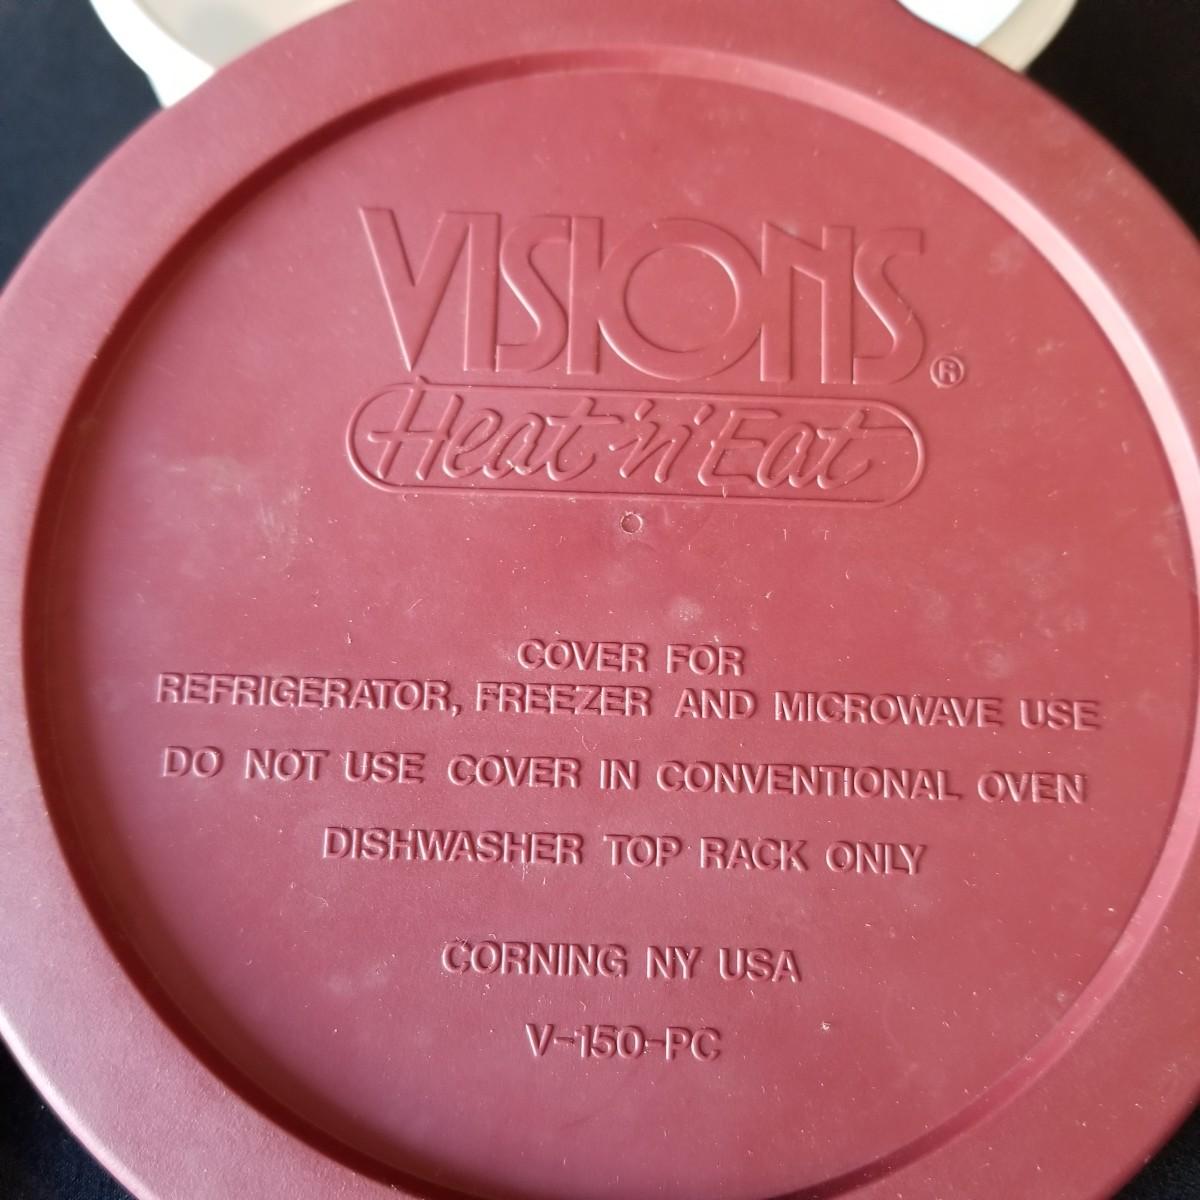 VISIONS®
Heat 'n' Eat
COVER FOR
REFRIGERATOR, FREEZER AND MICROWAVE USE
DO NOT USE COVER IN CONVENTIONAL OVEN
DISHWASHER TOP RACK ONLY
CORNING NY USA
V-150-PC